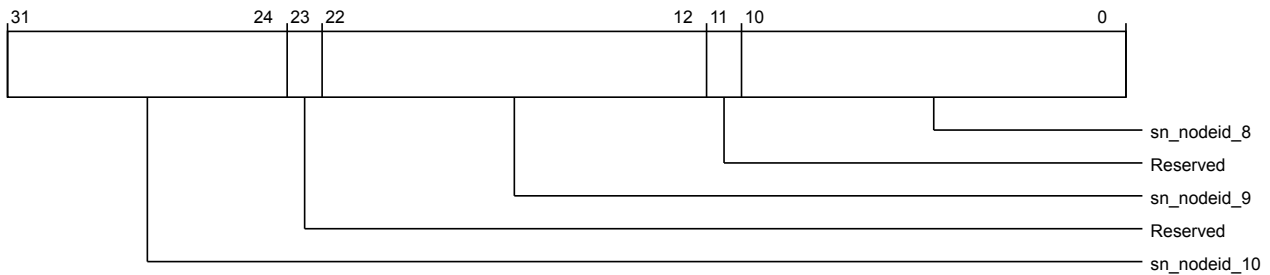 31 24 23 22 12 11 10 0
sn_nodeid_8
Reserved
sn_nodeid_9
Reserved
sn_nodeid_10